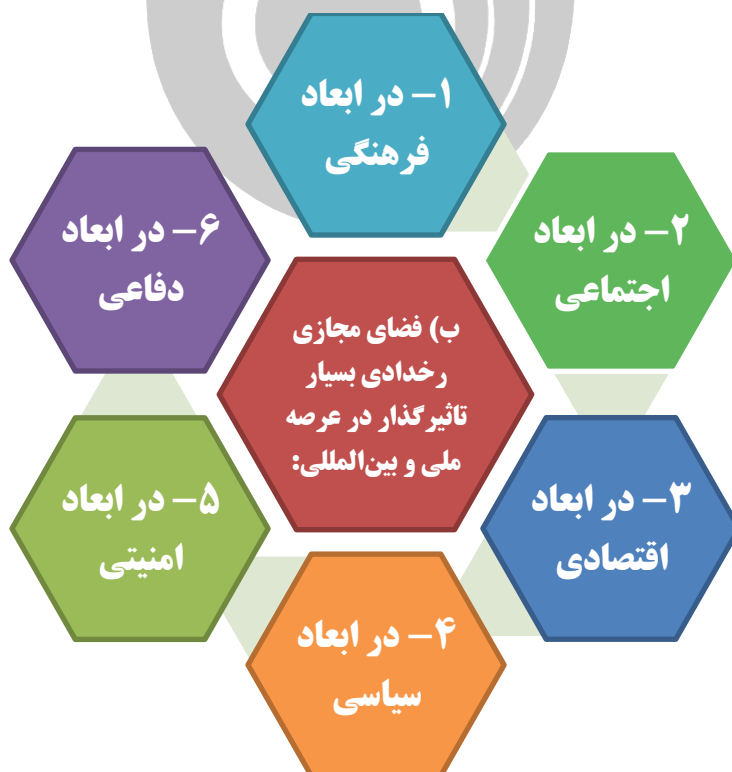 ۱- در ابعاد
فرهنگی
۲- در ابعاد
اجتماعی
۳- در ابعاد
اقتصادی
۴- در ابعاد
سیاسی
۵- در ابعاد
امنیتی
۶- در ابعاد
دفاعی
ب) فضای مجازی
رخدادی بسیار
تاثیرگذار در عرصه
ملی و بین‌المللی: